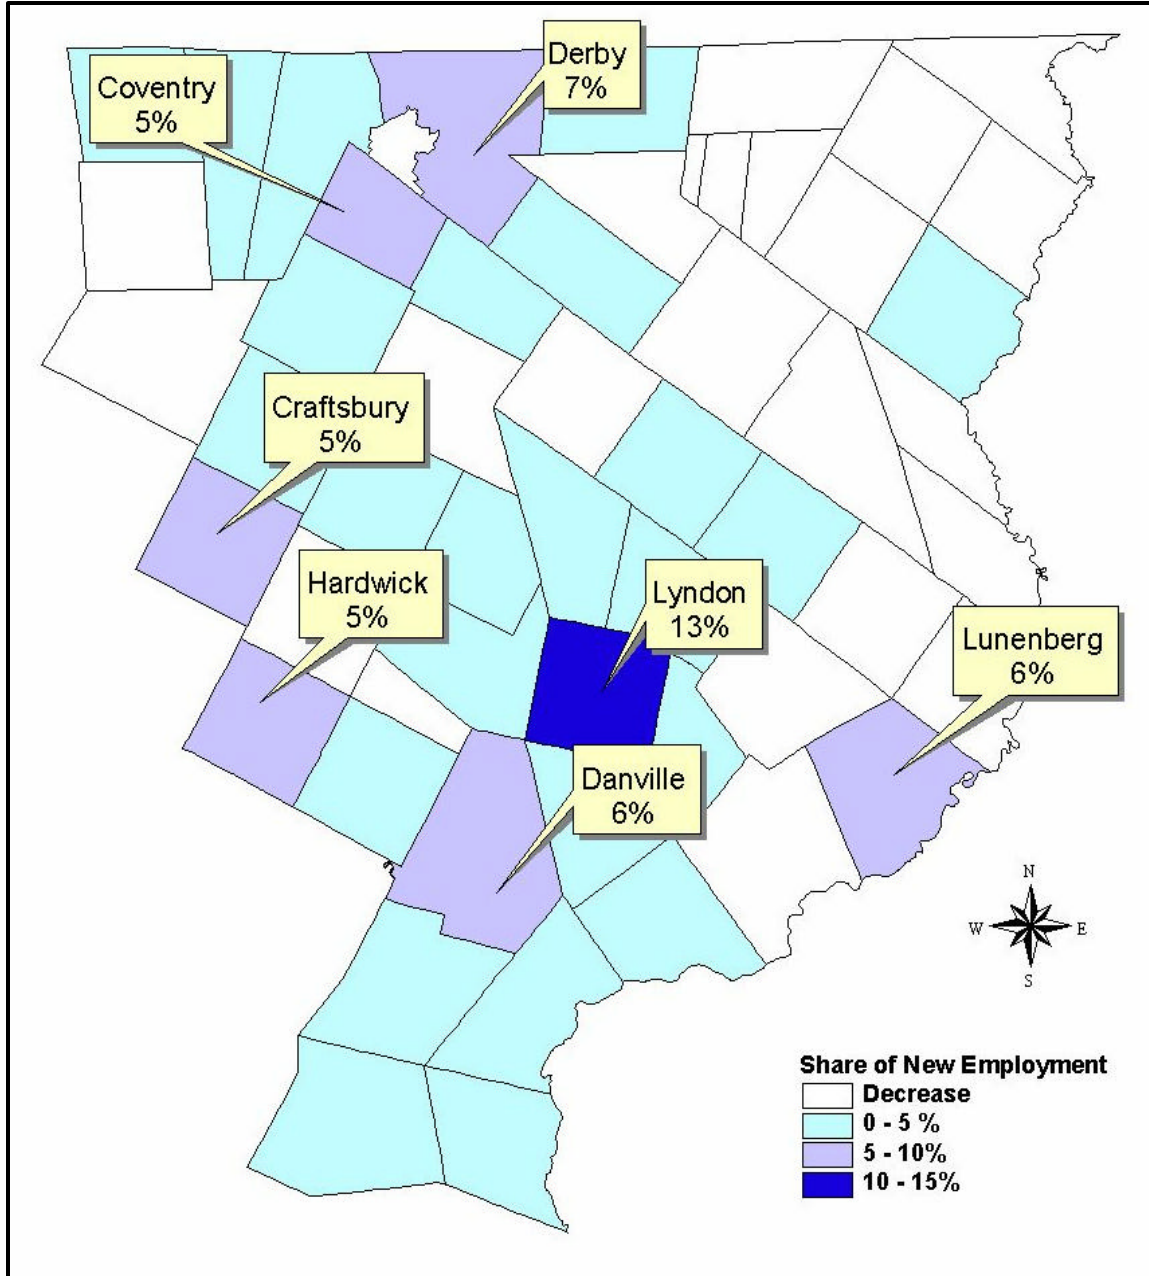 Derby
7%
Coventry
5%
Craftsbury
5%
Hardwick
5%
Lyndon
13%
Lunenberg
6%
Danville
6%
N
W E
S
Share of New Employment
Decrease
0 - 5 %
5 - 10%
10 - 15%